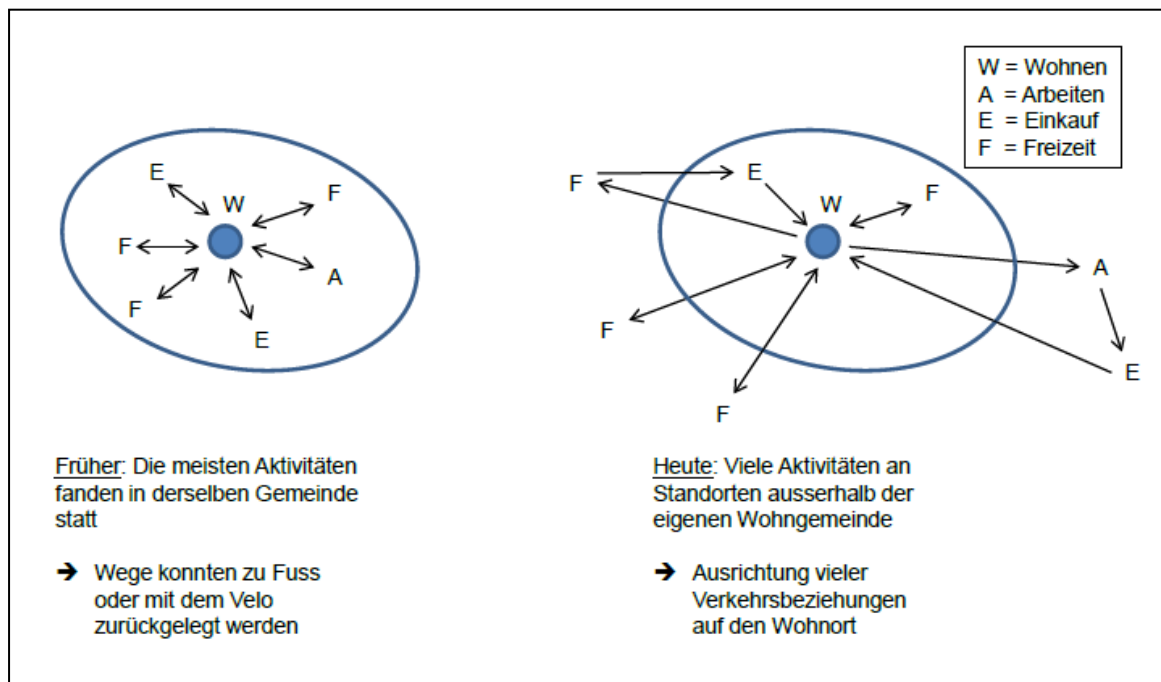 W = Wohnen
A = Arbeiten
E = Einkauf
F = Freizeit
E
W
F
F
A
F
E
F
E
W
F
A
F
E
F
Früher: Die meisten Aktivitäten
fanden in derselben Gemeinde
statt
➔ Wege konnten zu Fuss
oder mit dem Velo
zurückgelegt werden
Heute: Viele Aktivitäten an
Standorten ausserhalb der
eigenen Wohngemeinde
➔ Ausrichtung vieler
Verkehrsbeziehungen
auf den Wohnort